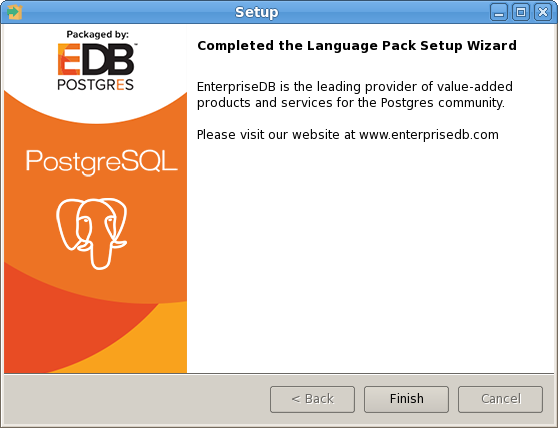 Setup
Packaged by:
EDB™
POSTGRES
PostgreSQL
Completed the Language Pack Setup Wizard
EnterpriseDB is the leading provider of value-added
products and services for the Postgres community.
Please visit our website at www.enterprisedb.com
< Back
Finish
Cancel